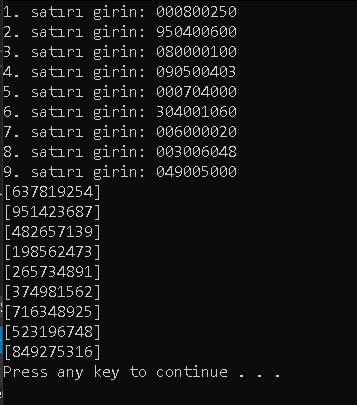 1. satırı girin: 000800250
2. satırı girin: 950400600
3. satırı girin: 080000100
4. satırı girin: 090500403
5. satırı girin: 000704000
6. satırı girin: 304001060
7. satırı girin: 006000020
8. satırı girin: 003006048
9. satırı girin: 049005000
[637819254]
[951423687]
[482657139]
[198562473]
[265734891]
[374981562]
[716348925]
[523196748]
[849275316]
Press any key to continue . . .